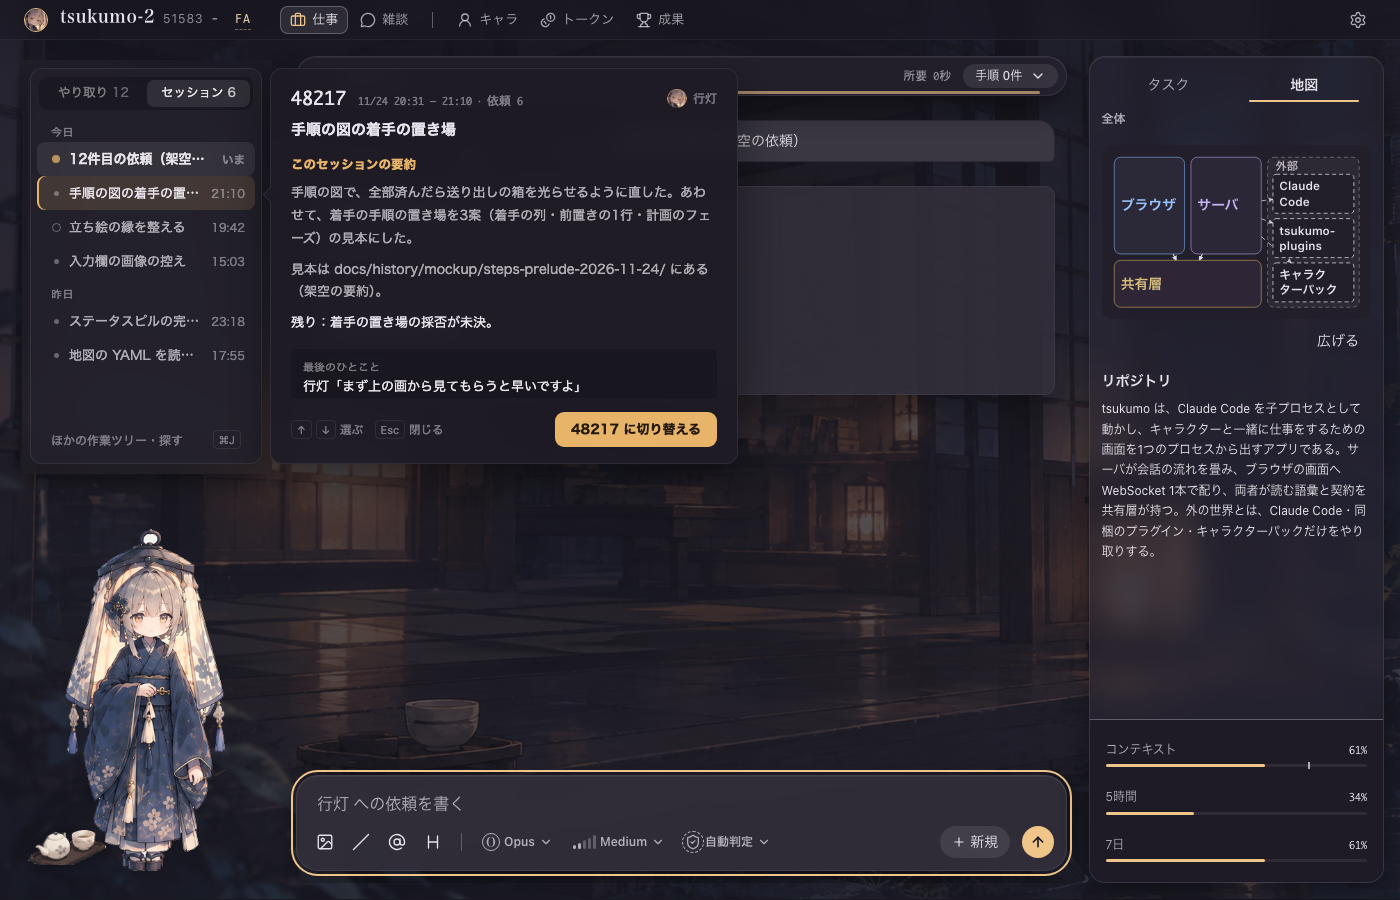 tsukumo-2 51583 - FA 仕事 雑談 キャラ トークン 成果
やり取り 12 セッション 6
今日
12件目の依頼（架空… いま
手順の図の着手の置… 21:10
立ち絵の縁を整える 19:42
入力欄の画像の控え 15:03
昨日
ステータスピルの完… 23:18
地図の YAML を読… 17:55
ほかの作業ツリー・探す ⌘J
48217 11/24 20:31 – 21:10 · 依頼 6 行灯
手順の図の着手の置き場
このセッションの要約
手順の図で、全部済んだら送り出しの箱を光らせるように直した。あわ
せて、着手の手順の置き場を3案（着手の列・前置きの1行・計画のフェ
ーズ）の見本にした。
見本は docs/history/mockup/steps-prelude-2026-11-24/ にある
（架空の要約）。
残り：着手の置き場の採否が未決。
最後のひとこと
行灯「まず上の画から見てもらうと早いですよ」
↑ ↓ 選ぶ Esc 閉じる 48217 に切り替える
所要 0秒 手順 0件
空の依頼）
行灯 への依頼を書く
Opus Medium 自動判定 + 新規
タスク 地図
全体
ブラウザ
サーバ
共有層
外部
Claude
Code
tsukumo-
plugins
キャラク
ターパック
広げる
リポジトリ
tsukumo は、Claude Code を子プロセスとして
動かし、キャラクターと一緒に仕事をするための
画面を1つのプロセスから出すアプリである。サ
ーバが会話の流れを畳み、ブラウザの画面へ
WebSocket 1本で配り、両者が読む語彙と契約を
共有層が持つ。外の世界とは、Claude Code・同
梱のプラグイン・キャラクターパックだけをやり
取りする。
コンテキスト 61%
5時間 34%
7日 61%